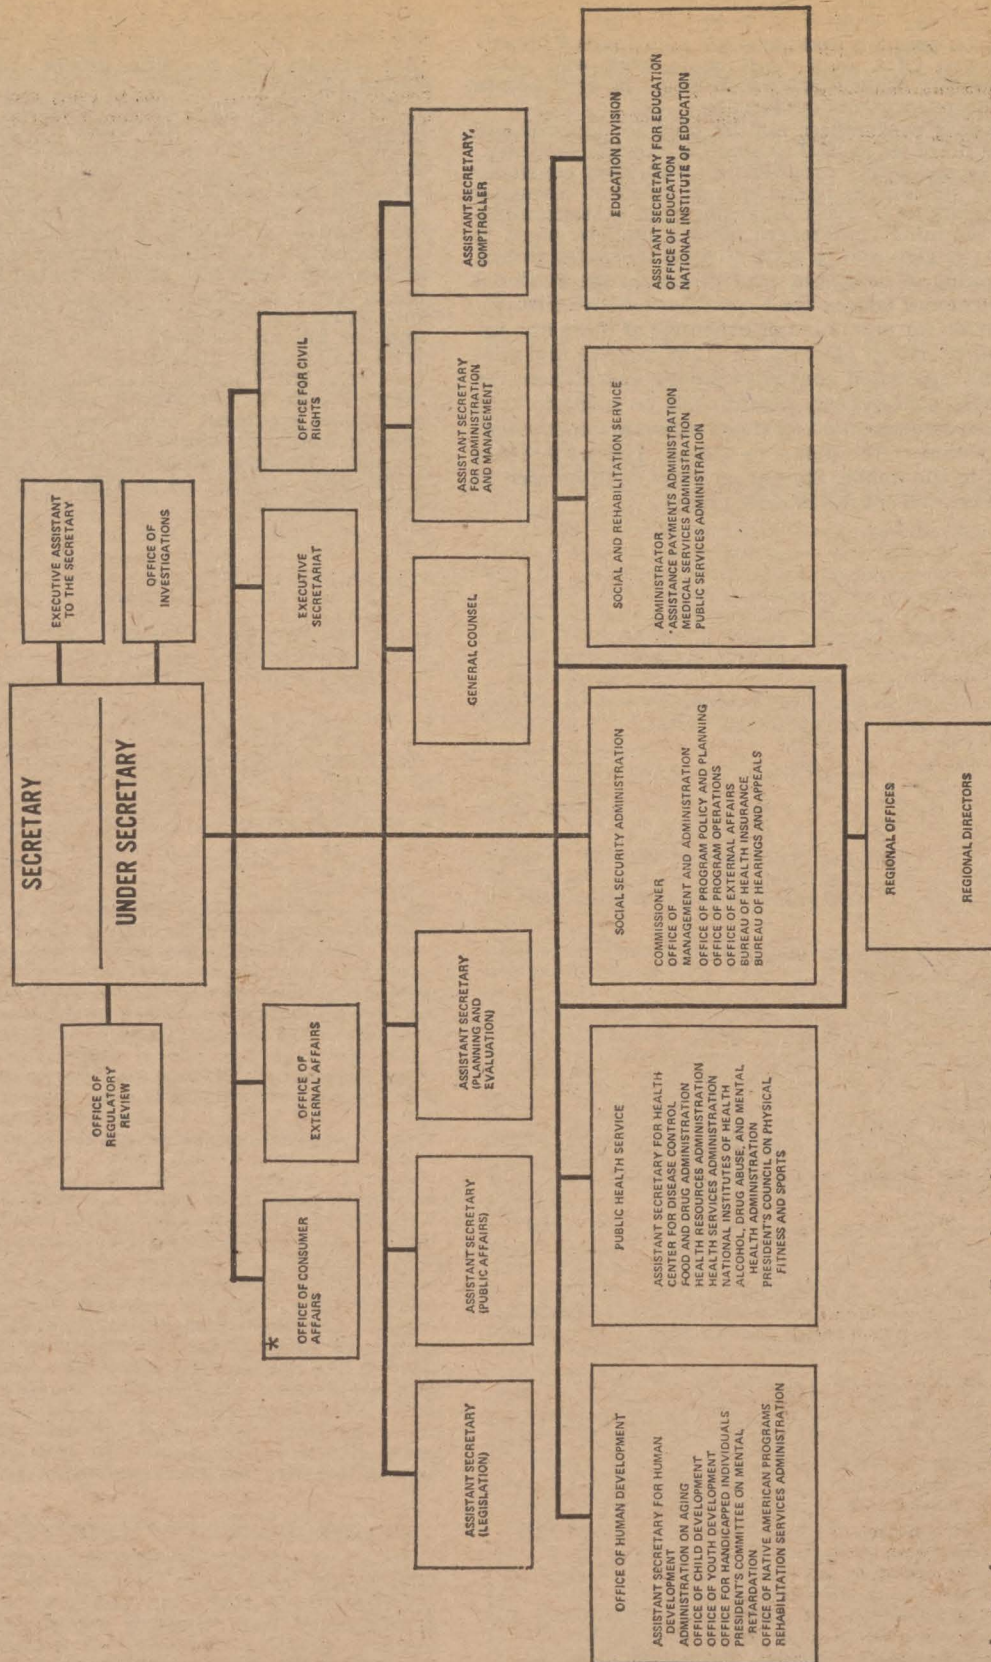 SECRETARY
UNDER SECRETARY
OFFICE OF
REGULATORY
REVIEW
EXECUTIVE ASSISTANT
TO THE SECRETARY
OFFICE OF
INVESTIGATIONS
*
OFFICE OF CONSUMER
AFFAIRS
OFFICE OF
EXTERNAL AFFAIRS
EXECUTIVE
SECRETARIAT
OFFICE FOR CIVIL
RIGHTS
ASSISTANT SECRETARY
(LEGISLATION)
ASSISTANT SECRETARY
(PUBLIC AFFAIRS)
ASSISTANT SECRETARY
(PLANNING AND
EVALUATION)
GENERAL COUNSEL
ASSISTANT SECRETARY
FOR ADMINISTRATION
AND MANAGEMENT
ASSISTANT SECRETARY,
COMPTROLLER
OFFICE OF HUMAN DEVELOPMENT
ASSISTANT SECRETARY FOR HUMAN
DEVELOPMENT
ADMINISTRATION ON AGING
OFFICE OF CHILD DEVELOPMENT
OFFICE OF YOUTH DEVELOPMENT
OFFICE FOR HANDICAPPED INDIVIDUALS
PRESIDENT'S COMMITTEE ON MENTAL
RETARDATION
OFFICE OF NATIVE AMERICAN PROGRAMS
REHABILITATION SERVICES ADMINISTRATION
PUBLIC HEALTH SERVICE
ASSISTANT SECRETARY FOR HEALTH
CENTER FOR DISEASE CONTROL
FOOD AND DRUG ADMINISTRATION
HEALTH RESOURCES ADMINISTRATION
HEALTH SERVICES ADMINISTRATION
NATIONAL INSTITUTES OF HEALTH
ALCOHOL, DRUG ABUSE, AND MENTAL
HEALTH ADMINISTRATION
PRESIDENT'S COUNCIL ON PHYSICAL
FITNESS AND SPORTS
SOCIAL SECURITY ADMINISTRATION
COMMISSIONER
OFFICE OF
MANAGEMENT AND ADMINISTRATION
OFFICE OF PROGRAM POLICY AND PLANNING
OFFICE OF PROGRAM OPERATIONS
OFFICE OF EXTERNAL AFFAIRS
BUREAU OF HEALTH INSURANCE
BUREAU OF HEARINGS AND APPEALS
SOCIAL AND REHABILITATION SERVICE
ADMINISTRATOR
ASSISTANCE PAYMENTS ADMINISTRATION
MEDICAL SERVICES ADMINISTRATION
PUBLIC SERVICES ADMINISTRATION
EDUCATION DIVISION
ASSISTANT SECRETARY FOR EDUCATION
OFFICE OF EDUCATION
NATIONAL INSTITUTE OF EDUCATION
REGIONAL OFFICES
REGIONAL DIRECTORS